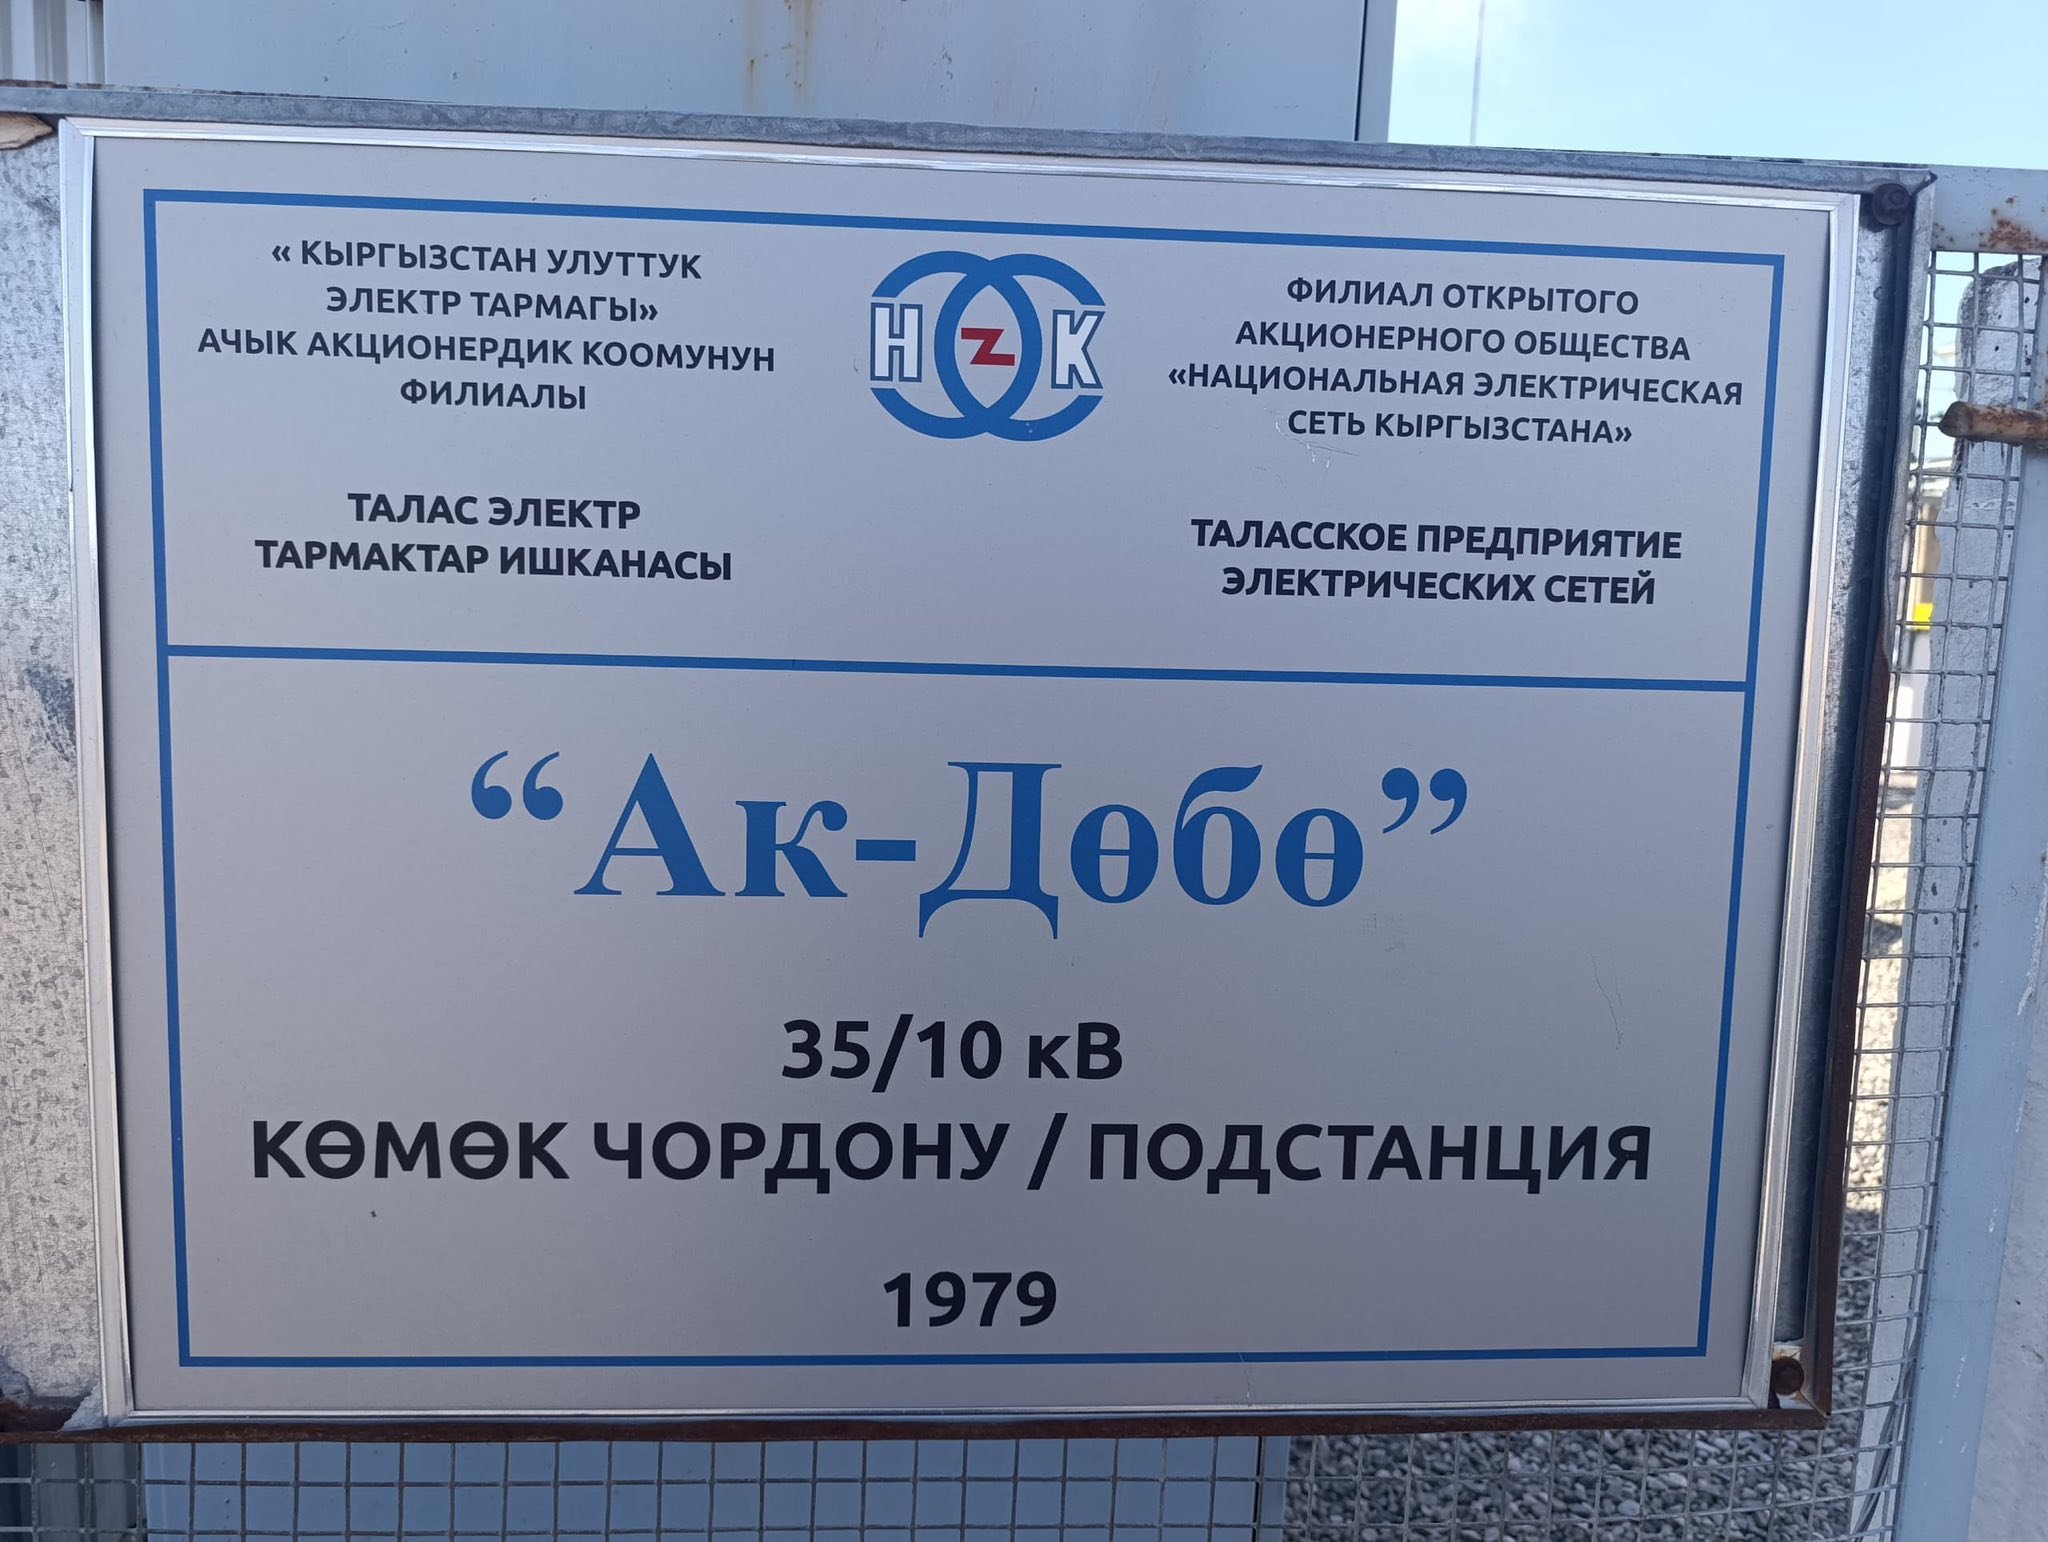 « КЫРГЫЗСТАН УЛУТТУК
ЭЛЕКТР ТАРМАГЫ»
АЧЫК АКЦИОНЕРДИК КООМУНУН
ФИЛИАЛЫ
ТАЛАС ЭЛЕКТР
ТАРМАКТАР ИШКАНАСЫ
НЭСК
ФИЛИАЛ ОТКРЫТОГО
АКЦИОНЕРНОГО ОБЩЕСТВА
«НАЦИОНАЛЬНАЯ ЭЛЕКТРИЧЕСКАЯ
СЕТЬ КЫРГЫЗСТАНА»
ТАЛАССКОЕ ПРЕДПРИЯТИЕ
ЭЛЕКТРИЧЕСКИХ СЕТЕЙ
“Ак-Дөбө”
35/10 кВ
КӨМӨК ЧОРДОНУ / ПОДСТАНЦИЯ
1979